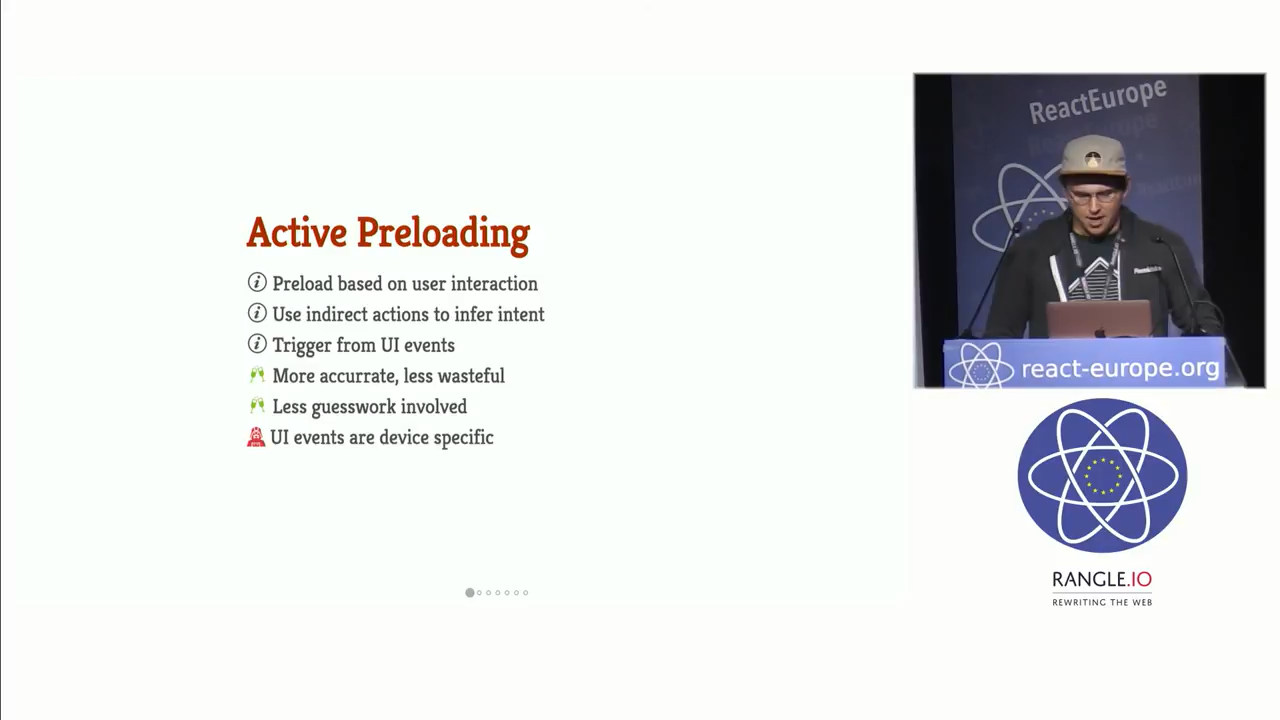 Active Preloading
Preload based on user interaction
Use indirect actions to infer intent
Trigger from UI events
More accurrate, less wasteful
Less guesswork involved
UI events are device specific
ReactEurope
react-europe.org
RANGLE.IO
REWRITING THE WEB